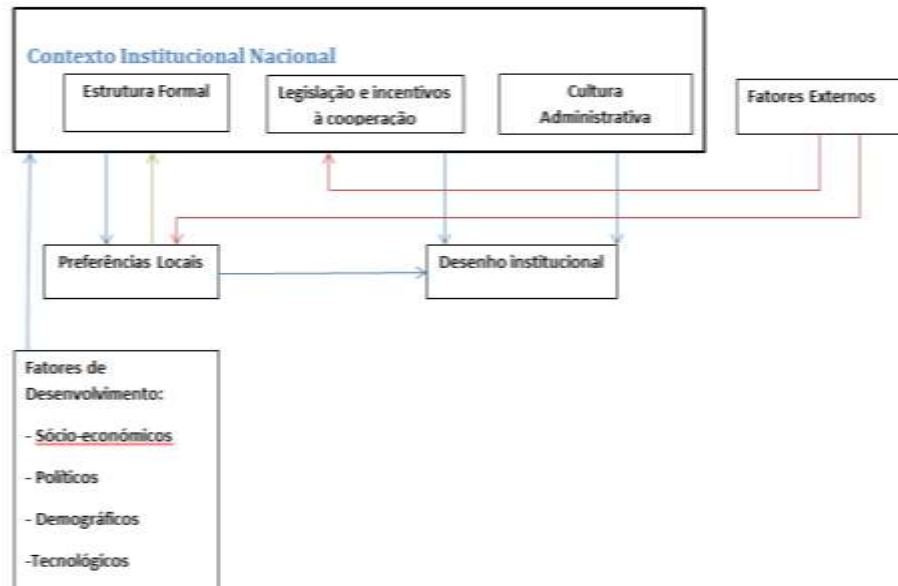 Contexto Institucional Nacional
Estrutura Formal
Legislação e incentivos
à cooperação
Cultura
Administrativa
Fatores Externos
Preferências Locais
Desenho institucional
Fatores de
Desenvolvimento:
- Sócio-económicos
- Políticos
- Demográficos
-Tecnológicos